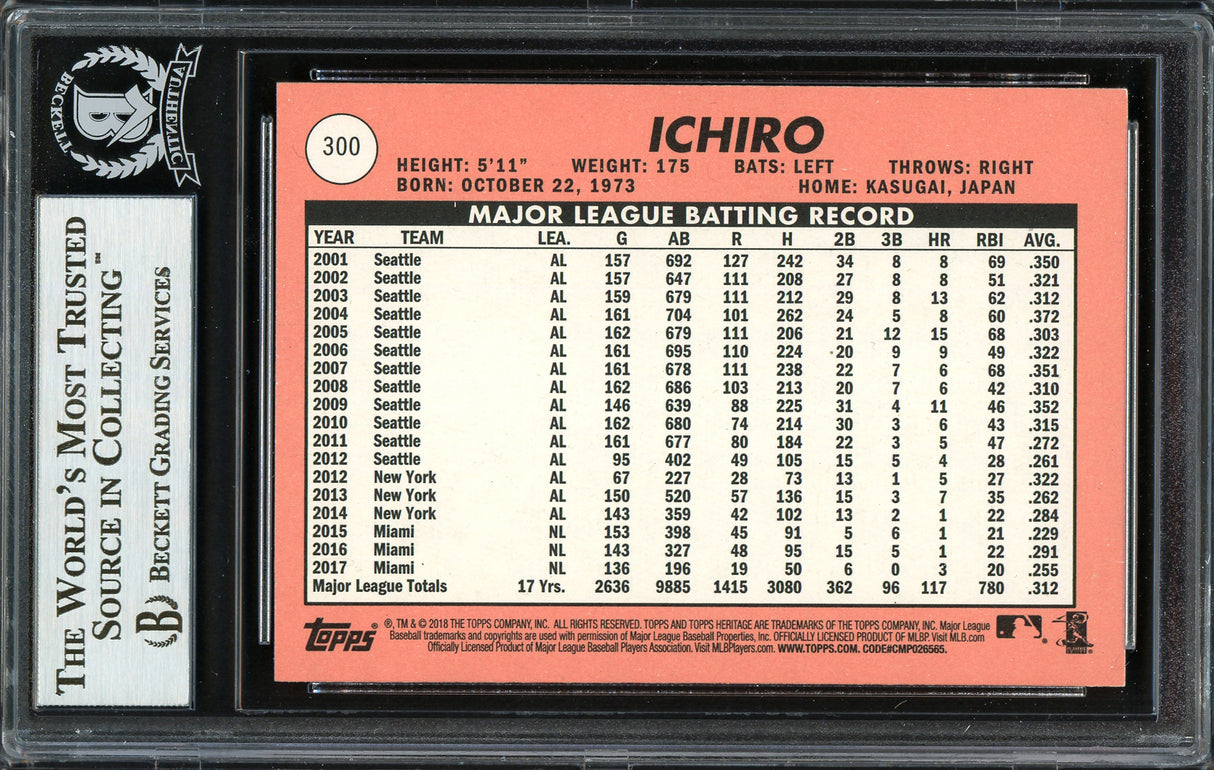 BECKETT
AUTHENTIC
THE WORLD'S MOST TRUSTED
SOURCE IN COLLECTING™
BECKETT GRADING SERVICES
300
ICHIRO
HEIGHT: 5'11" WEIGHT: 175 BATS: LEFT THROWS: RIGHT
BORN: OCTOBER 22, 1973 HOME: KASUGAI, JAPAN
MAJOR LEAGUE BATTING RECORD
YEAR TEAM LEA. G AB R H 2B 3B HR RBI AVG.
2001 Seattle AL 157 692 127 242 34 8 8 69 .350
2002 Seattle AL 157 647 111 208 27 8 8 51 .321
2003 Seattle AL 159 679 111 212 29 8 13 62 .312
2004 Seattle AL 161 704 101 262 24 5 8 60 .372
2005 Seattle AL 162 679 111 206 21 12 15 68 .303
2006 Seattle AL 161 695 110 224 20 9 9 49 .322
2007 Seattle AL 161 678 111 238 22 7 6 68 .351
2008 Seattle AL 162 686 103 213 20 7 6 42 .310
2009 Seattle AL 146 639 88 225 31 4 11 46 .352
2010 Seattle AL 162 680 74 214 30 3 6 43 .315
2011 Seattle AL 161 677 80 184 22 3 5 47 .272
2012 Seattle AL 95 402 49 105 15 5 4 28 .261
2012 New York AL 67 227 28 73 13 1 5 27 .322
2013 New York AL 150 520 57 136 15 3 7 35 .262
2014 New York AL 143 359 42 102 13 2 1 22 .284
2015 Miami NL 153 398 45 91 5 6 1 21 .229
2016 Miami NL 143 327 48 95 15 5 1 22 .291
2017 Miami NL 136 196 19 50 6 0 3 20 .255
Major League Totals 17 Yrs. 2636 9885 1415 3080 362 96 117 780 .312
Topps®
®, TM & © 2018 THE TOPPS COMPANY, INC. ALL RIGHTS RESERVED. TOPPS AND TOPPS HERITAGE ARE TRADEMARKS OF THE TOPPS COMPANY, INC. Major League
Baseball trademarks and copyrights are used with permission of Major League Baseball Properties, Inc. OFFICIALLY LICENSED PRODUCT OF MLBP. Visit MLB.com
Officially Licensed Product of Major League Baseball Players Association. Visit MLBPlayers.com. WWW.TOPPS.COM. CODE#CMP026565.